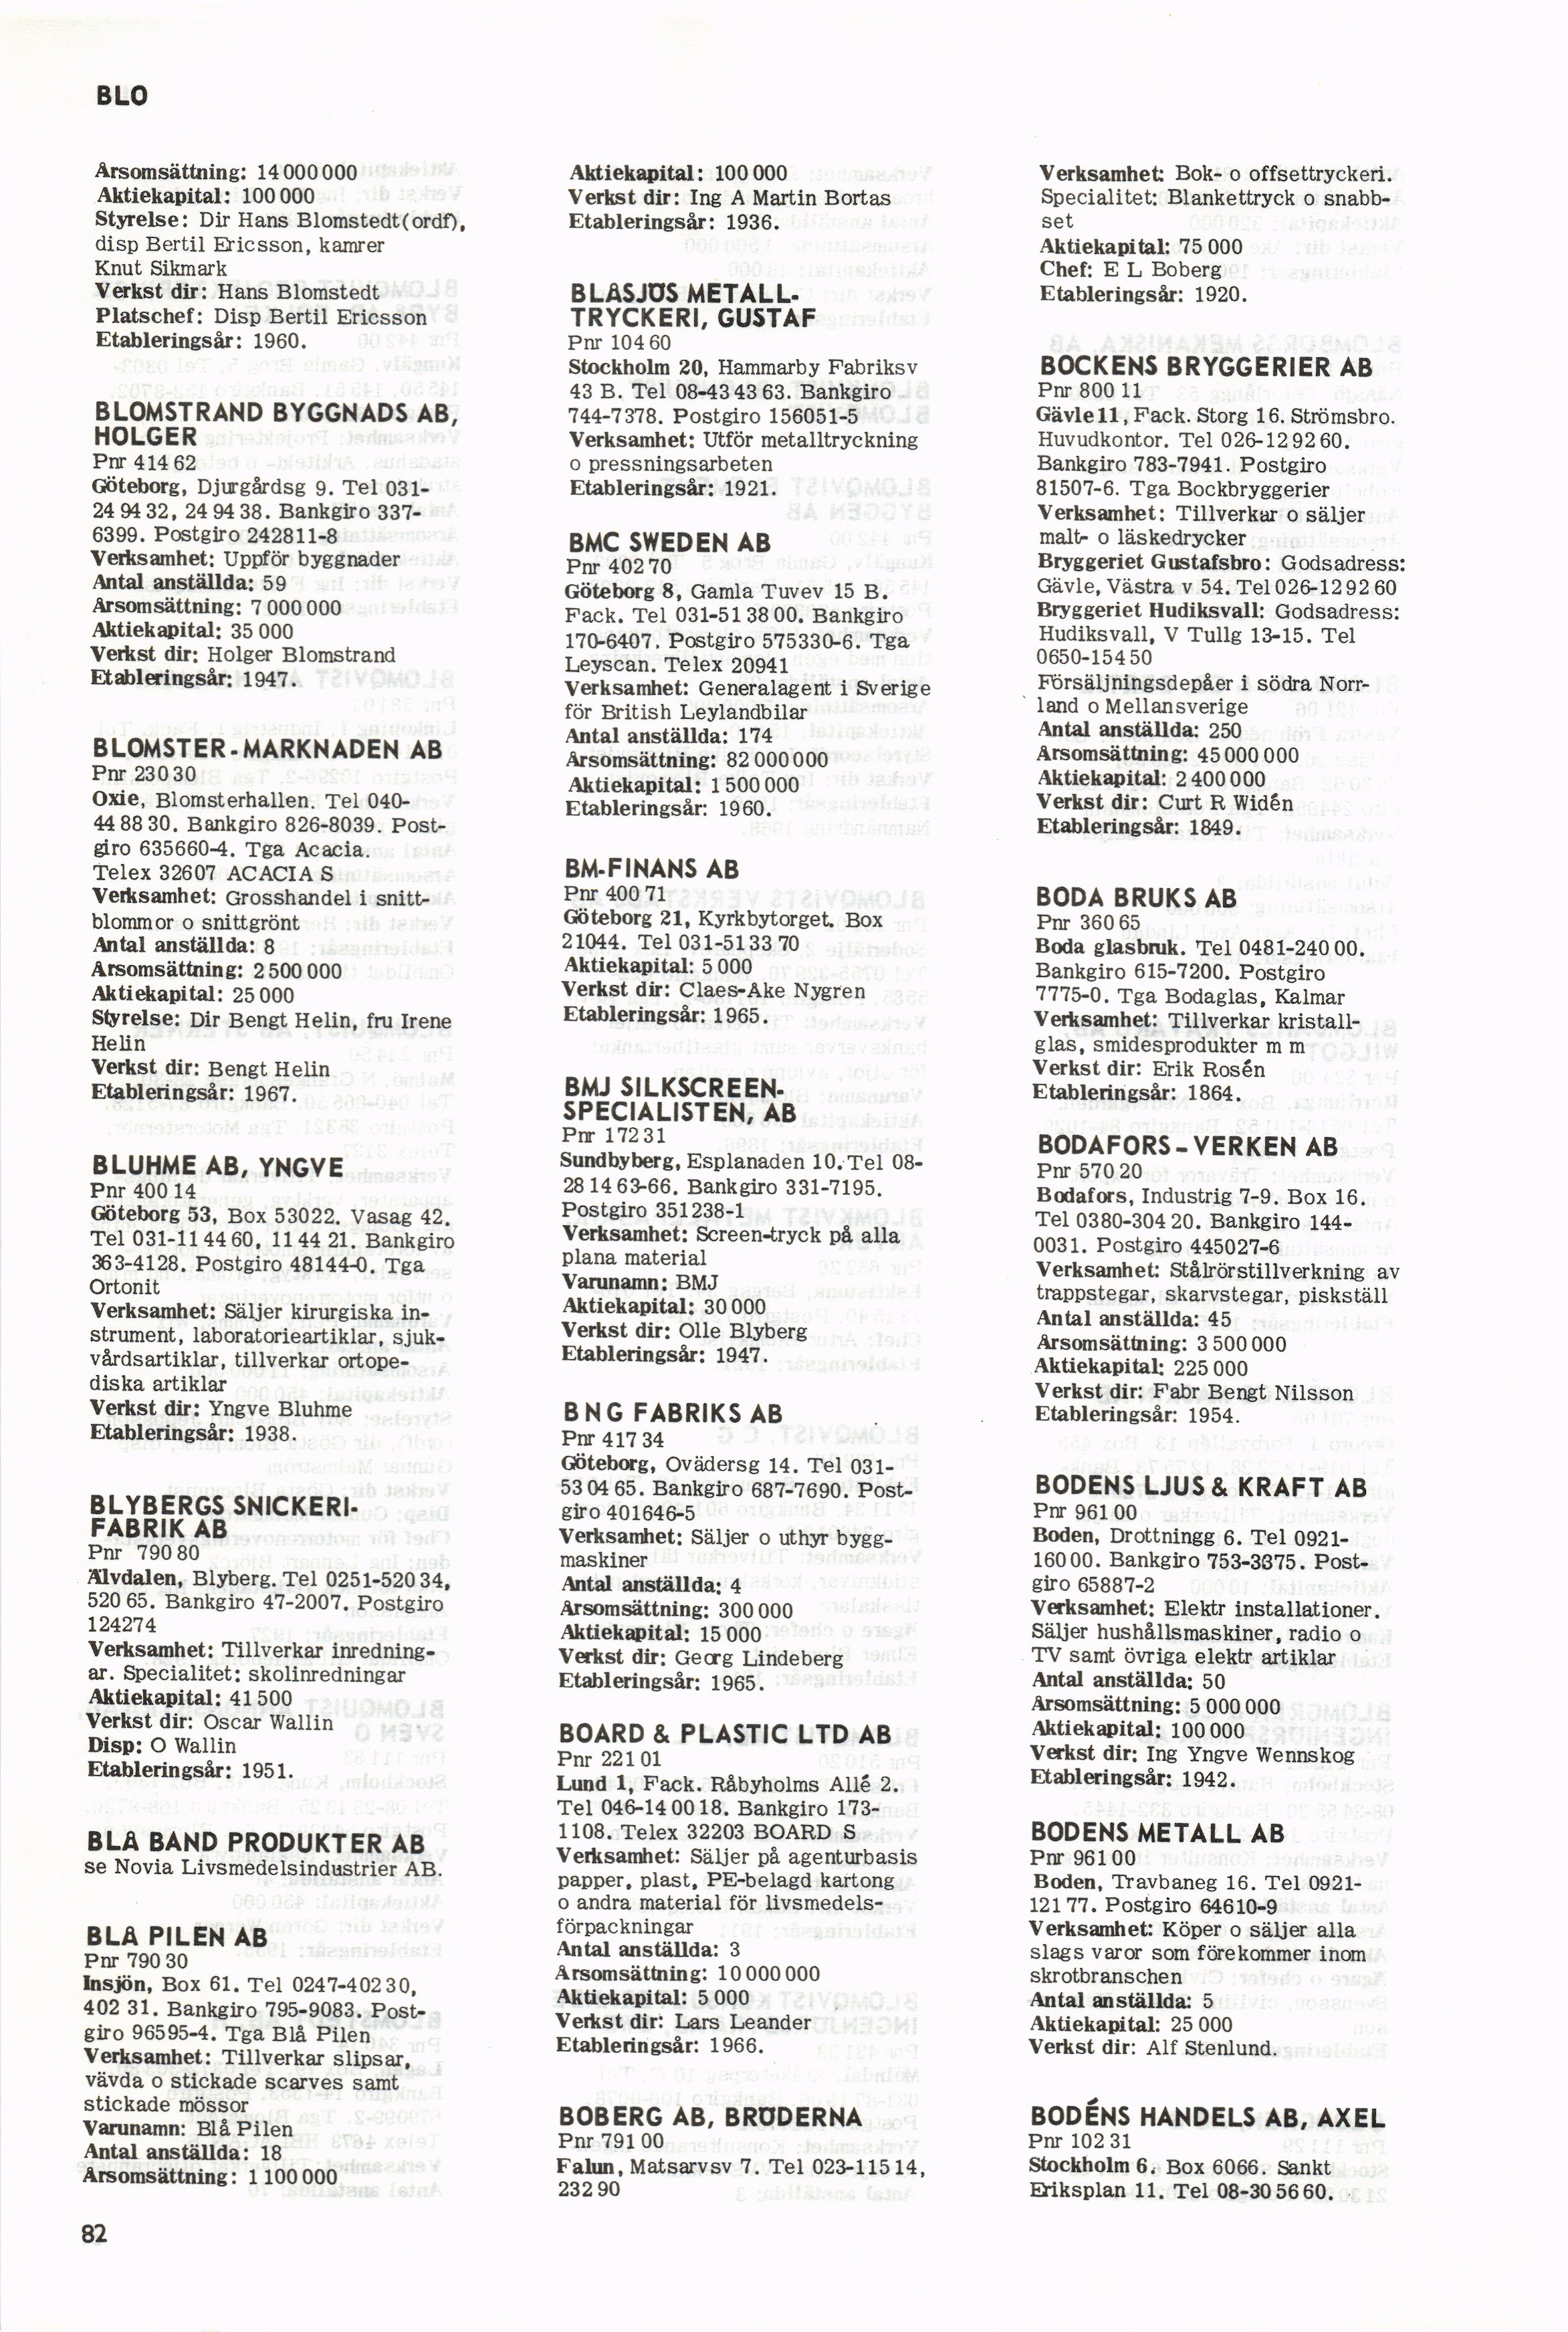 BLO
Årsomsättning: 14 000 000
Aktiekapital: 100 000
Styrelse: Dir Hans Blomstedt (ordf),
disp Bertil Ericsson, kamrer
Knut Sikmark
Verkst dir: Hans Blomstedt
Platschef: Disp Bertil Ericsson
Etableringsår: 1960.
BLOMSTRAND BYGGNADS AB,
HOLGER
Pnr 414 62
Göteborg, Djurgårdsg 9. Tel 031-
24 94 32, 24 94 38. Bankgiro 337-
6399. Postgiro 242811-8
Verksamhet: Uppför byggnader
Antal anställda: 59
Årsomsättning: 7 000 000
Aktiekapital: 35 000
Verkst dir: Holger Blomstrand
Etableringsår: 1947.
BLOMSTER-MARKNADEN AB
Pnr 230 30
Oxie, Blomsterhallen. Tel 040-
44 88 30. Bankgiro 826-8039. Post-
giro 635660-4. Tga Acacia.
Telex 32607 ACACIA S
Verksamhet: Grosshandel i snitt-
blommor o snittgrönt
Antal anställda: 8
Årsomsättning: 2 500 000
Aktiekapital: 25 000
Styrelse: Dir Bengt Helin, fru Irene
Helin
Verkst dir: Bengt Helin
Etableringsår: 1967.
BLUHME AB, YNGVE
Pnr 400 14
Göteborg 53, Box 53022. Vasag 42.
Tel 031-11 44 60, 11 44 21. Bankgiro
363-4128. Postgiro 48144-0. Tga
Ortonit
Verksamhet: Säljer kirurgiska in-
strument, laboratorieartiklar, sjuk-
vårdsartiklar, tillverkar ortope-
diska artiklar
Verkst dir: Yngve Bluhme
Etableringsår: 1938.
BLYBERGS SNICKERI-
FABRIK AB
Pnr 790 80
Älvdalen, Blyberg. Tel 0251-520 34,
520 65. Bankgiro 47-2007. Postgiro
124274
Verksamhet: Tillverkar inredning-
ar. Specialitet: skolinredningar
Aktiekapital: 41 500
Verkst dir: Oscar Wallin
Disp: O Wallin
Etableringsår: 1951.
BLÅ BAND PRODUKTER AB
se Novia Livsmedelsindustrier AB.
BLÅ PILEN AB
Pnr 790 30
Insjön, Box 61. Tel 0247-402 30,
402 31. Bankgiro 795-9083. Post-
giro 96595-4. Tga Blå Pilen
Verksamhet: Tillverkar slipsar,
vävda o stickade scarves samt
stickade mössor
Varunamn: Blå Pilen
Antal anställda: 18
Årsomsättning: 1 100 000
82
Aktiekapital: 100 000
Verkst dir: Ing A Martin Bortas
Etableringsår: 1936.
BLÅSJÖS METALL-
TRYCKERI, GUSTAF
Pnr 104 60
Stockholm 20, Hammarby Fabriksv
43 B. Tel 08-43 43 63. Bankgiro
744-7378. Postgiro 156051-5
Verksamhet: Utför metalltryckning
o pressningsarbeten
Etableringsår: 1921.
BMC SWEDEN AB
Pnr 402 70
Göteborg 8, Gamla Tuvev 15 B.
Fack. Tel 031-51 38 00. Bankgiro
170-6407. Postgiro 575330-6. Tga
Leyscan. Telex 20941
Verksamhet: Generalagent i Sverige
för British Leylandbilar
Antal anställda: 174
Årsomsättning: 82 000 000
Aktiekapital: 1 500 000
Etableringsår: 1960.
BM-FINANS AB
Pnr 400 71
Göteborg 21, Kyrkbytorget. Box
21044. Tel 031-51 33 70
Aktiekapital: 5 000
Verkst dir: Claes-Åke Nygren
Etableringsår: 1965.
BMJ SILKSCREEN-
SPECIALISTEN, AB
Pnr 172 31
Sundbyberg, Esplanaden 10. Tel 08-
28 14 63-66. Bankgiro 331-7195.
Postgiro 351238-1
Verksamhet: Screen-tryck på alla
plana material
Varunamn: BMJ
Aktiekapital: 30 000
Verkst dir: Olle Blyberg
Etableringsår: 1947.
BNG FABRIKS AB
Pnr 417 34
Göteborg, Ovädersg 14. Tel 031-
53 04 65. Bankgiro 687-7690. Post-
giro 401646-5
Verksamhet: Säljer o uthyr bygg-
maskiner
Antal anställda: 4
Årsomsättning: 300 000
Aktiekapital: 15 000
Verkst dir: Georg Lindeberg
Etableringsår: 1965.
BOARD & PLASTIC LTD AB
Pnr 221 01
Lund 1, Fack. Råbyholms Allé 2.
Tel 046-14 00 18. Bankgiro 173-
1108. Telex 32203 BOARD S
Verksamhet: Säljer på agenturbasis
papper, plast, PE-belagd kartong
o andra material för livsmedels-
förpackningar
Antal anställda: 3
Årsomsättning: 10 000 000
Aktiekapital: 5 000
Verkst dir: Lars Leander
Etableringsår: 1966.
BOBERG AB, BRÖDERNA
Pnr 791 00
Falun, Matsarvsv 7. Tel 023-115 14,
232 90
Verksamhet: Bok- o offsettryckeri.
Specialitet: Blankettryck o snabb-
set
Aktiekapital: 75 000
Chef: E L Boberg
Etableringsår: 1920.
BOCKENS BRYGGERIER AB
Pnr 800 11
Gävle 11, Fack. Storg 16. Strömsbro.
Huvudkontor. Tel 026-12 92 60.
Bankgiro 783-7941. Postgiro
81507-6. Tga Bockbryggerier
Verksamhet: Tillverkar o säljer
malt- o läskedrycker
Bryggeriet Gustafsbro: Godsadress:
Gävle, Västra v 54. Tel 026-12 92 60
Bryggeriet Hudiksvall: Godsadress:
Hudiksvall, V Tullg 13-15. Tel
0650-154 50
Försäljningsdepåer i södra Norr-
land o Mellansverige
Antal anställda: 250
Årsomsättning: 45 000 000
Aktiekapital: 2 400 000
Verkst dir: Curt R Widén
Etableringsår: 1849.
BODA BRUKS AB
Pnr 360 65
Boda glasbruk. Tel 0481-240 00.
Bankgiro 615-7200. Postgiro
7775-0. Tga Bodaglas, Kalmar
Verksamhet: Tillverkar kristall-
glas, smidesprodukter m m
Verkst dir: Erik Rosén
Etableringsår: 1864.
BODAFORS-VERKEN AB
Pnr 570 20
Bodafors, Industrig 7-9. Box 16.
Tel 0380-304 20. Bankgiro 144-
0031. Postgiro 445027-6
Verksamhet: Stålrörstillverkning av
trappstegar, skarvstegar, piskställ
Antal anställda: 45
Årsomsättning: 3 500 000
Aktiekapital: 225 000
Verkst dir: Fabr Bengt Nilsson
Etableringsår: 1954.
BODENS LJUS & KRAFT AB
Pnr 961 00
Boden, Drottningg 6. Tel 0921-
160 00. Bankgiro 753-3375. Post-
giro 65887-2
Verksamhet: Elektr installationer.
Säljer hushållsmaskiner, radio o
TV samt övriga elektr artiklar
Antal anställda: 50
Årsomsättning: 5 000 000
Aktiekapital: 100 000
Verkst dir: Ing Yngve Wennskog
Etableringsår: 1942.
BODENS METALL AB
Pnr 961 00
Boden, Travbaneg 16. Tel 0921-
121 77. Postgiro 64610-9
Verksamhet: Köper o säljer alla
slags varor som förekommer inom
skrotbranschen
Antal anställda: 5
Aktiekapital: 25 000
Verkst dir: Alf Stenlund.
BODÉNS HANDELS AB, AXEL
Pnr 102 31
Stockholm 6, Box 6066. Sankt
Eriksplan 11. Tel 08-30 56 60.